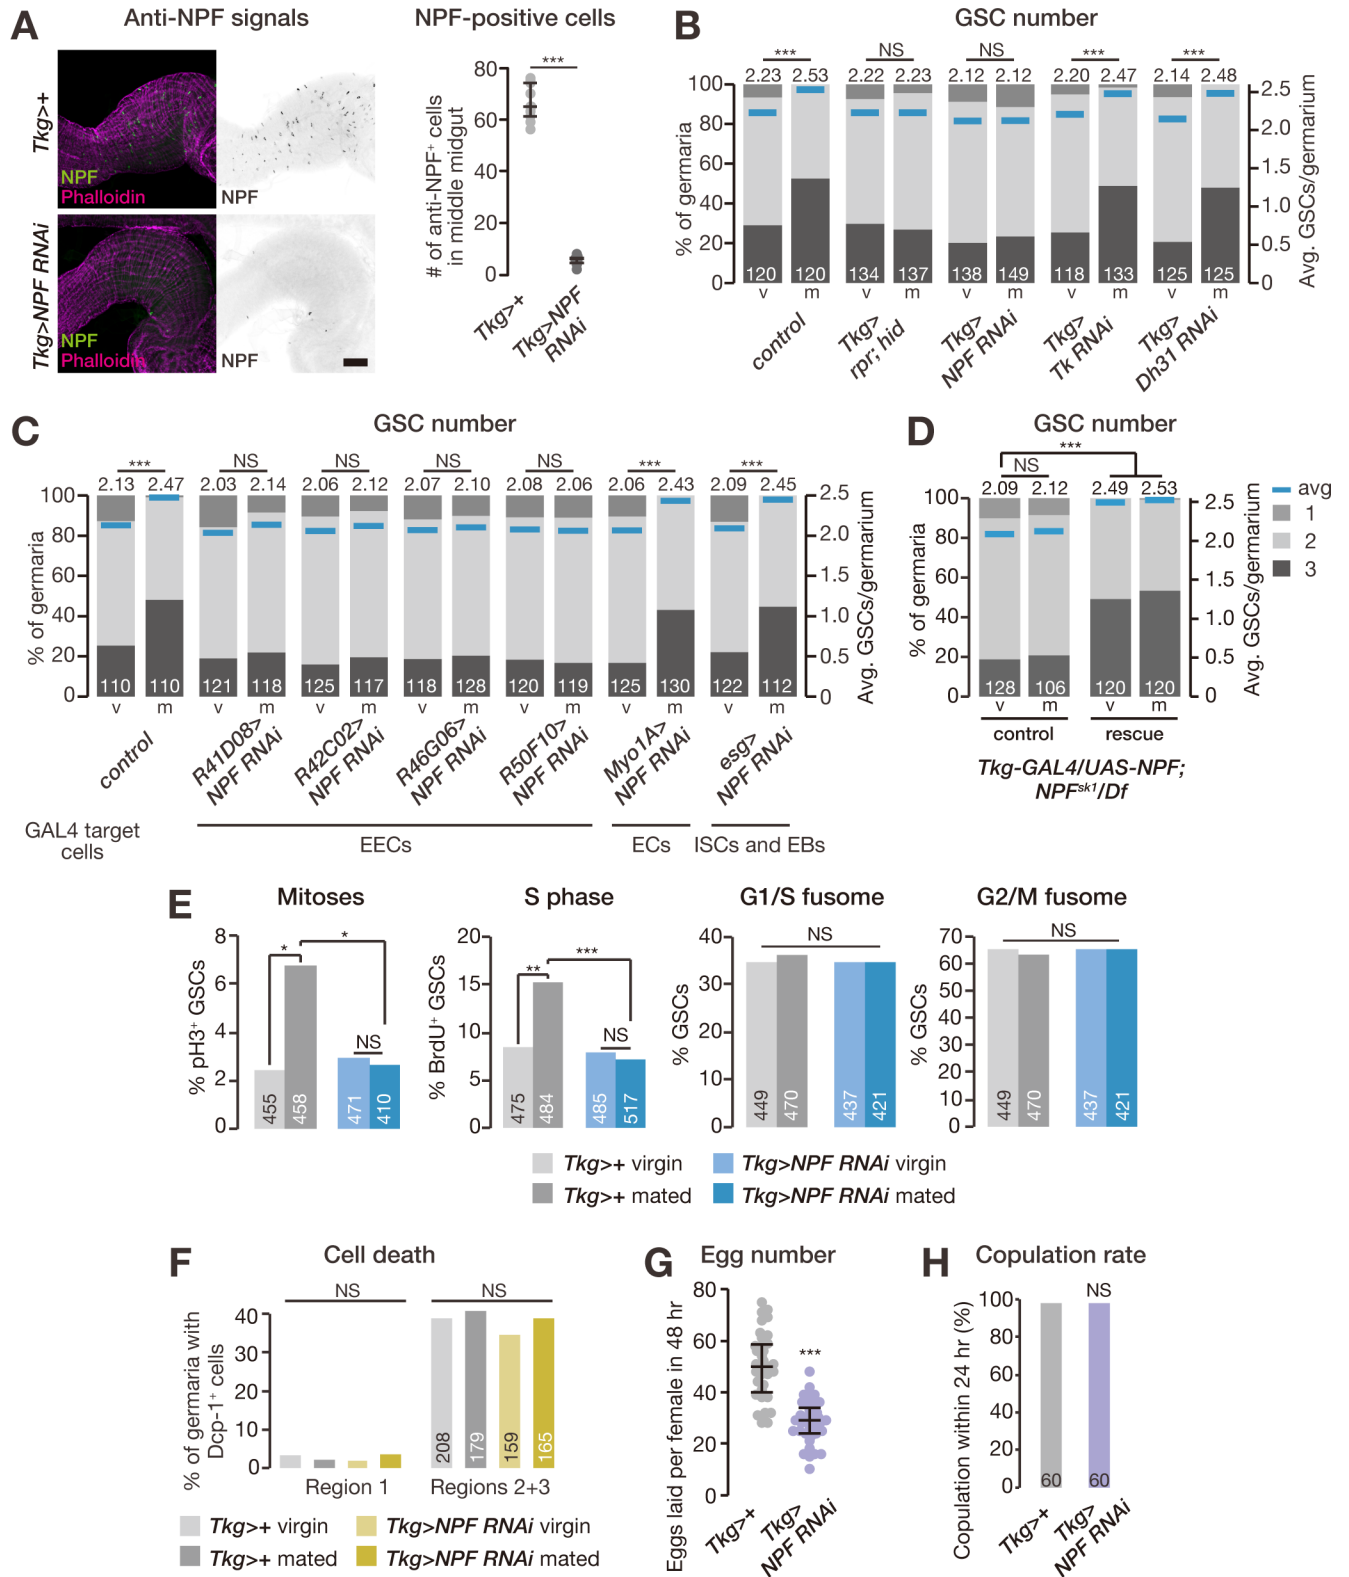 A
Anti-NPF signals
NPF-positive cells
Tkg>+
NPF
Phalloidin
NPF
Tkg>NPF RNAi
NPF
Phalloidin
NPF
# of anti-NPF+ cells
in middle midgut
80
60
40
20
0
***
Tkg>+
Tkg>NPF
RNAi
B
GSC number
*** NS NS *** ***
2.23 2.53 2.22 2.23 2.12 2.12 2.20 2.47 2.14 2.48
% of germaria
100
80
60
40
20
0
120 120 134 137 138 149 118 133 125 125
v m v m v m v m v m
2.5
2.0
1.5
1.0
0.5
0
Avg. GSCs/germarium
control
Tkg>
rpr; hid
Tkg>
NPF RNAi
Tkg>
Tk RNAi
Tkg>
Dh31 RNAi
C
GSC number
*** NS NS NS NS *** ***
2.13 2.47 2.03 2.14 2.06 2.12 2.07 2.10 2.08 2.06 2.06 2.43 2.09 2.45
% of germaria
100
80
60
40
20
0
110 110 121 118 125 117 118 128 120 119 125 130 122 112
v m v m v m v m v m v m v m
2.5
2.0
1.5
1.0
0.5
0
Avg. GSCs/germarium
control
R41D08>
NPF RNAi
R42C02>
NPF RNAi
R46G06>
NPF RNAi
R50F10>
NPF RNAi
Myo1A>
NPF RNAi
esg>
NPF RNAi
GAL4 target
cells
EECs
ECs
ISCs and EBs
D
GSC number
***
NS
2.09 2.12 2.49 2.53
% of germaria
100
80
60
40
20
0
128 106 120 120
v m v m
2.5
2.0
1.5
1.0
0.5
0
Avg. GSCs/germarium
avg
1
2
3
control
rescue
Tkg-GAL4/UAS-NPF;
NPFsk1/Df
E
Mitoses
% pH3+ GSCs
8
6
4
2
0
* *
NS
455 458 471 410
S phase
% BrdU+ GSCs
20
15
10
5
0
** ***
NS
475 484 485 517
G1/S fusome
% GSCs
40
30
20
10
0
NS
449 470 437 421
G2/M fusome
% GSCs
70
60
50
40
30
20
10
0
NS
449 470 437 421
Tkg>+ virgin
Tkg>NPF RNAi virgin
Tkg>+ mated
Tkg>NPF RNAi mated
F
Cell death
NS NS
% of germaria with
Dcp-1+ cells
40
30
20
10
0
208 179 159 165
Region 1
Regions 2+3
Tkg>+ virgin
Tkg>NPF RNAi virgin
Tkg>+ mated
Tkg>NPF RNAi mated
G
Egg number
Eggs laid per female in 48 hr
80
60
40
20
0
***
Tkg>+
Tkg>
NPF RNAi
H
Copulation rate
NS
Copulation within 24 hr (%)
100
80
60
40
20
0
60 60
Tkg>+
Tkg>
NPF RNAi